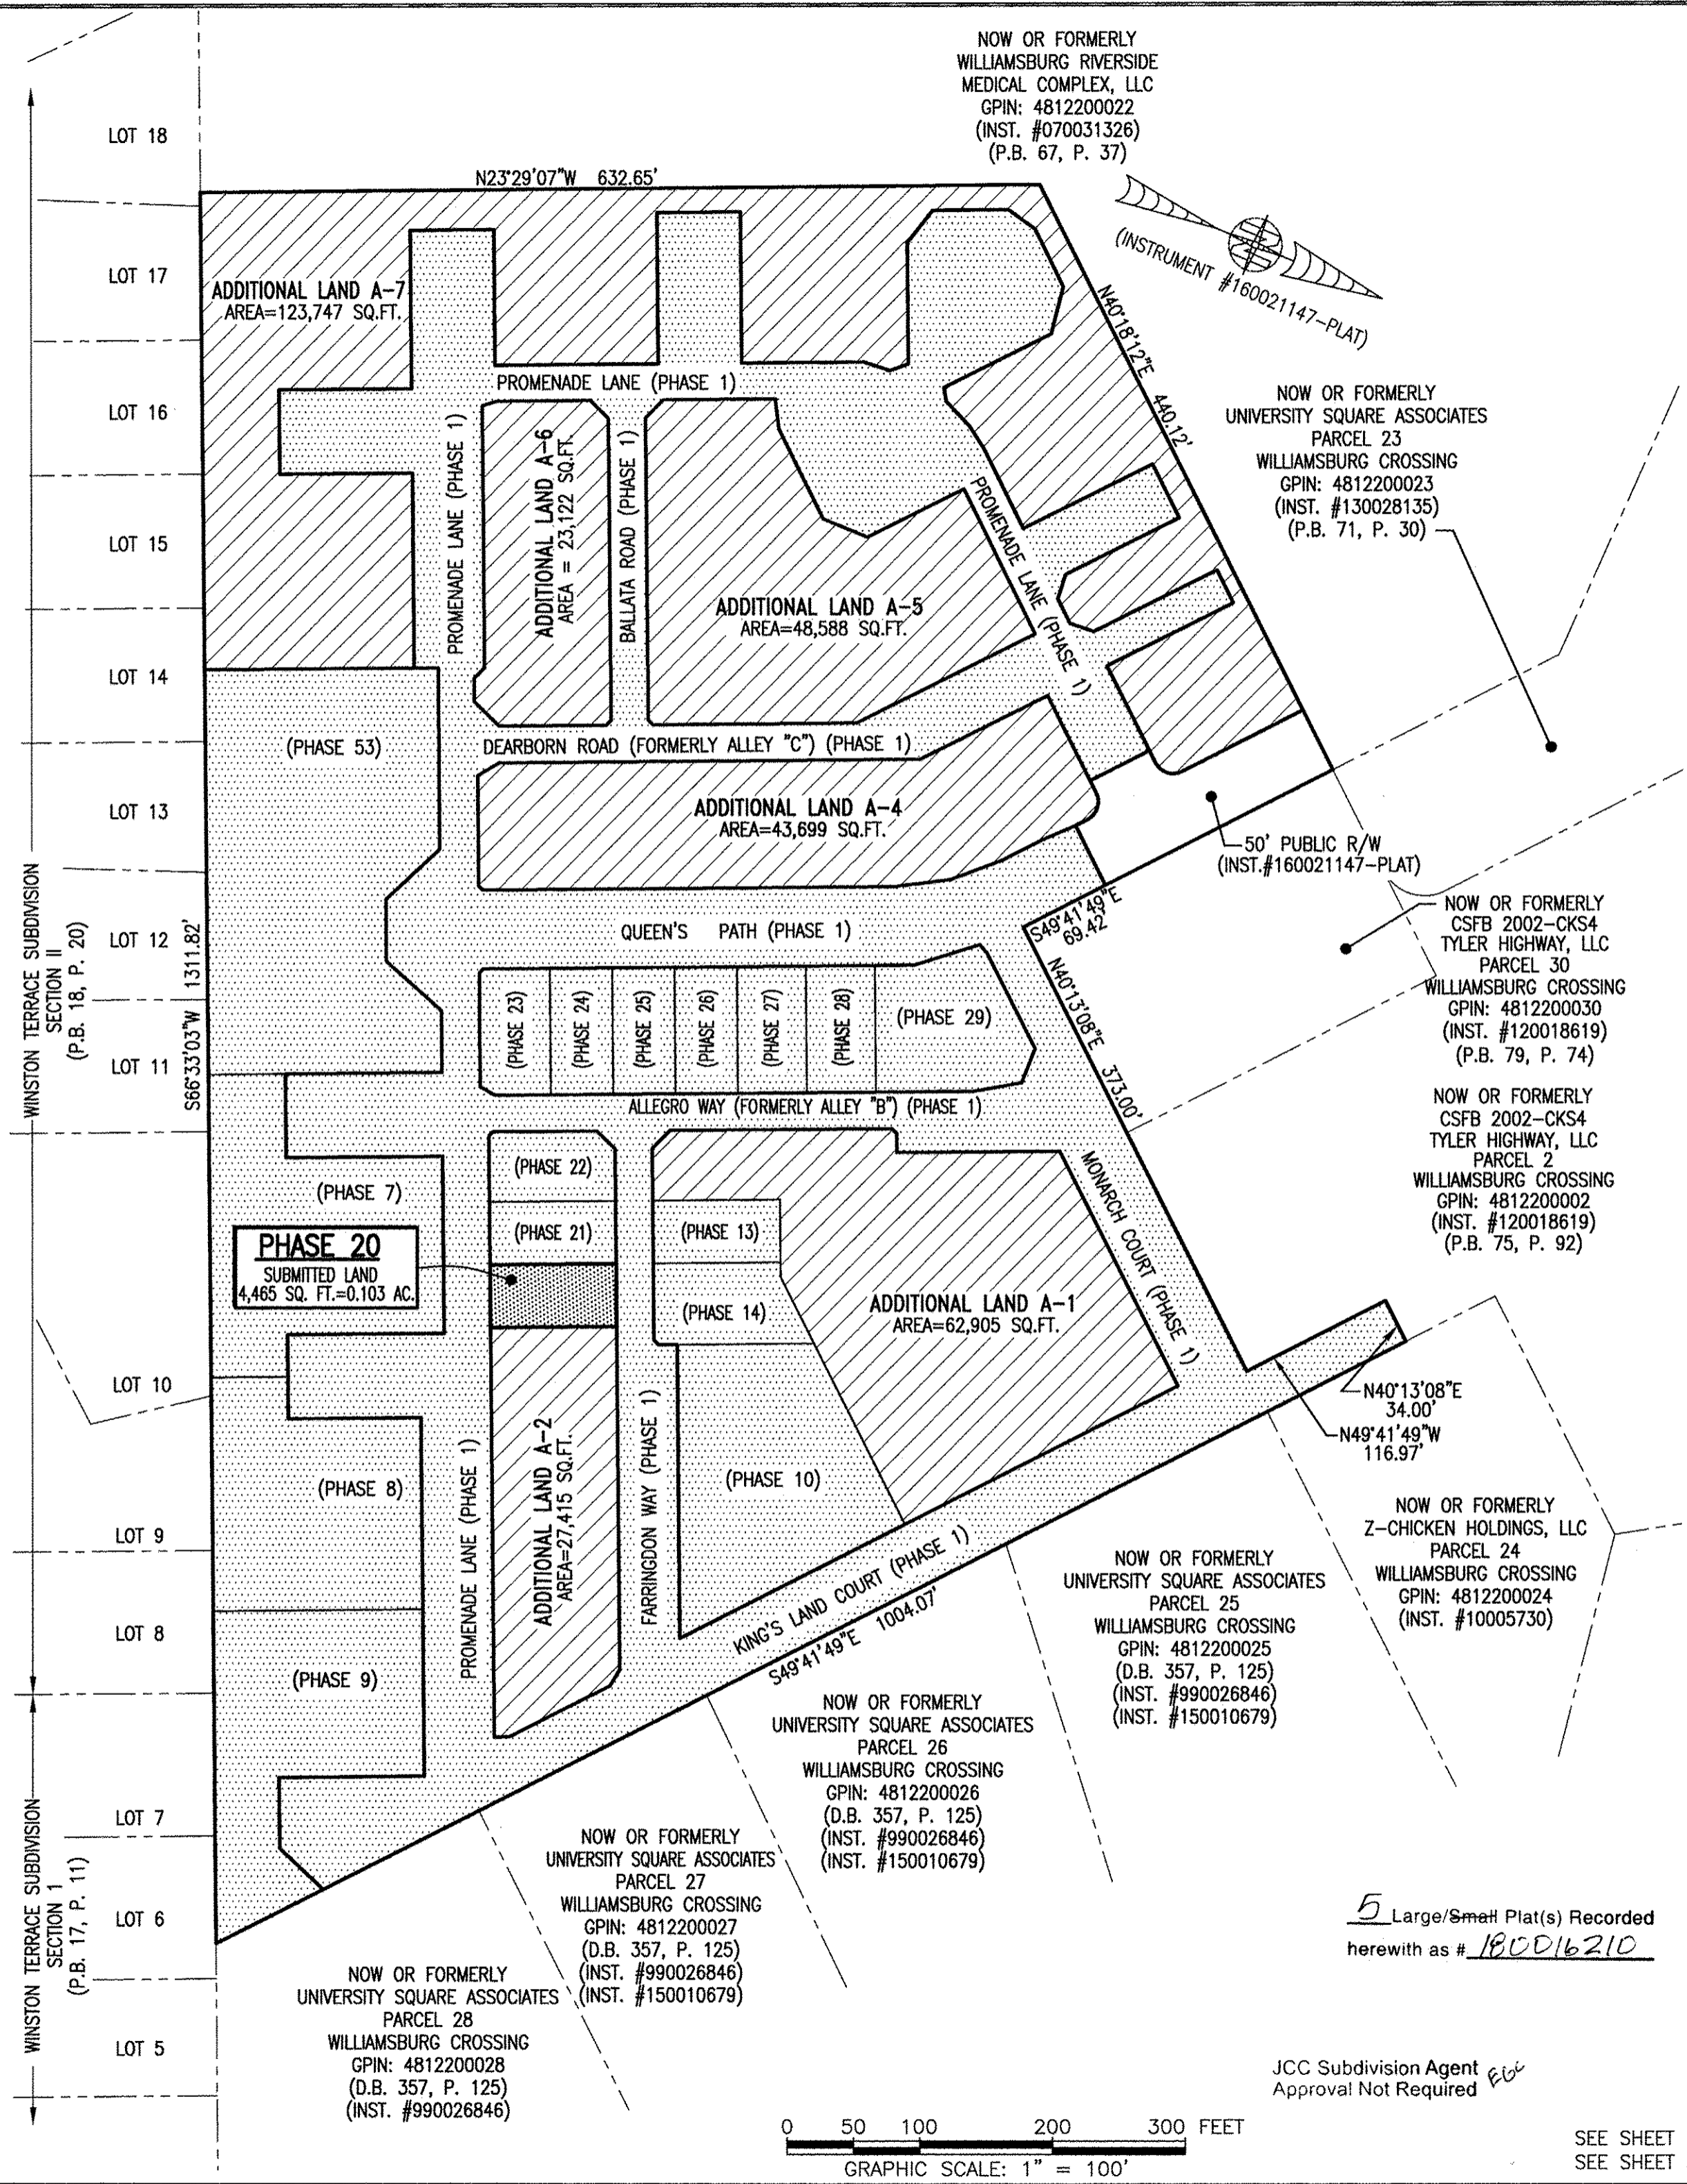 NOW OR FORMERLY
WILLIAMSBURG RIVERSIDE
MEDICAL COMPLEX, LLC
GPIN: 4812200022
(INST. #070031326)
(P.B. 67, P. 37)
LOT 18
N23°29'07"W 632.65'
(INSTRUMENT #160021147-PLAT)
LOT 17
ADDITIONAL LAND A-7
AREA=123,747 SQ.FT.
N40°18'12"E 440.12'
NOW OR FORMERLY
UNIVERSITY SQUARE ASSOCIATES
PARCEL 23
WILLIAMSBURG CROSSING
GPIN: 4812200023
(INST. #130028135)
(P.B. 71, P. 30)
PROMENADE LANE (PHASE 1)
LOT 16
PROMENADE LANE (PHASE 1)
ADDITIONAL LAND A-6
AREA = 23,122 SQ.FT.
BALLATA ROAD (PHASE 1)
PROMENADE LANE (PHASE 1)
LOT 15
ADDITIONAL LAND A-5
AREA=48,588 SQ.FT.
LOT 14
(PHASE 53)
DEARBORN ROAD (FORMERLY ALLEY "C") (PHASE 1)
LOT 13
ADDITIONAL LAND A-4
AREA=43,699 SQ.FT.
50' PUBLIC R/W
(INST.#160021147-PLAT)
WINSTON TERRACE SUBDIVISION
SECTION II
(P.B. 18, P. 20)
LOT 12
S66°33'03"W 1311.82'
QUEEN'S PATH (PHASE 1)
S49°41'49"E
69.42'
NOW OR FORMERLY
CSFB 2002-CKS4
TYLER HIGHWAY, LLC
PARCEL 30
WILLIAMSBURG CROSSING
GPIN: 4812200030
(INST. #120018619)
(P.B. 79, P. 74)
N40°13'08"E 373.00'
(PHASE 23)
(PHASE 24)
(PHASE 25)
(PHASE 26)
(PHASE 27)
(PHASE 28)
(PHASE 29)
LOT 11
ALLEGRO WAY (FORMERLY ALLEY "B") (PHASE 1)
NOW OR FORMERLY
CSFB 2002-CKS4
TYLER HIGHWAY, LLC
PARCEL 2
WILLIAMSBURG CROSSING
GPIN: 4812200002
(INST. #120018619)
(P.B. 75, P. 92)
(PHASE 22)
(PHASE 7)
(PHASE 21)
(PHASE 13)
MONARCH COURT (PHASE 1)
PHASE 20
SUBMITTED LAND
4,465 SQ. FT.=0.103 AC.
(PHASE 14)
ADDITIONAL LAND A-1
AREA=62,905 SQ.FT.
LOT 10
N40°13'08"E
34.00'
N49°41'49"W
116.97'
PROMENADE LANE (PHASE 1)
ADDITIONAL LAND A-2
AREA=27,415 SQ.FT.
FARRINGDON WAY (PHASE 1)
(PHASE 10)
(PHASE 8)
LOT 9
NOW OR FORMERLY
Z-CHICKEN HOLDINGS, LLC
PARCEL 24
WILLIAMSBURG CROSSING
GPIN: 4812200024
(INST. #10005730)
KING'S LAND COURT (PHASE 1)
S49°41'49"E 1004.07'
NOW OR FORMERLY
UNIVERSITY SQUARE ASSOCIATES
PARCEL 25
WILLIAMSBURG CROSSING
GPIN: 4812200025
(D.B. 357, P. 125)
(INST. #990026846)
(INST. #150010679)
LOT 8
(PHASE 9)
NOW OR FORMERLY
UNIVERSITY SQUARE ASSOCIATES
PARCEL 26
WILLIAMSBURG CROSSING
GPIN: 4812200026
(D.B. 357, P. 125)
(INST. #990026846)
(INST. #150010679)
LOT 7
WINSTON TERRACE SUBDIVISION
SECTION 1
(P.B. 17, P. 11)
NOW OR FORMERLY
UNIVERSITY SQUARE ASSOCIATES
PARCEL 27
WILLIAMSBURG CROSSING
GPIN: 4812200027
(D.B. 357, P. 125)
(INST. #990026846)
(INST. #150010679)
LOT 6
5 Large/Small Plat(s) Recorded
herewith as # 180016210
NOW OR FORMERLY
UNIVERSITY SQUARE ASSOCIATES
PARCEL 28
WILLIAMSBURG CROSSING
GPIN: 4812200028
(D.B. 357, P. 125)
(INST. #990026846)
LOT 5
JCC Subdivision Agent
Approval Not Required
0 50 100 200 300 FEET
GRAPHIC SCALE: 1" = 100'
SEE SHEET
SEE SHEET